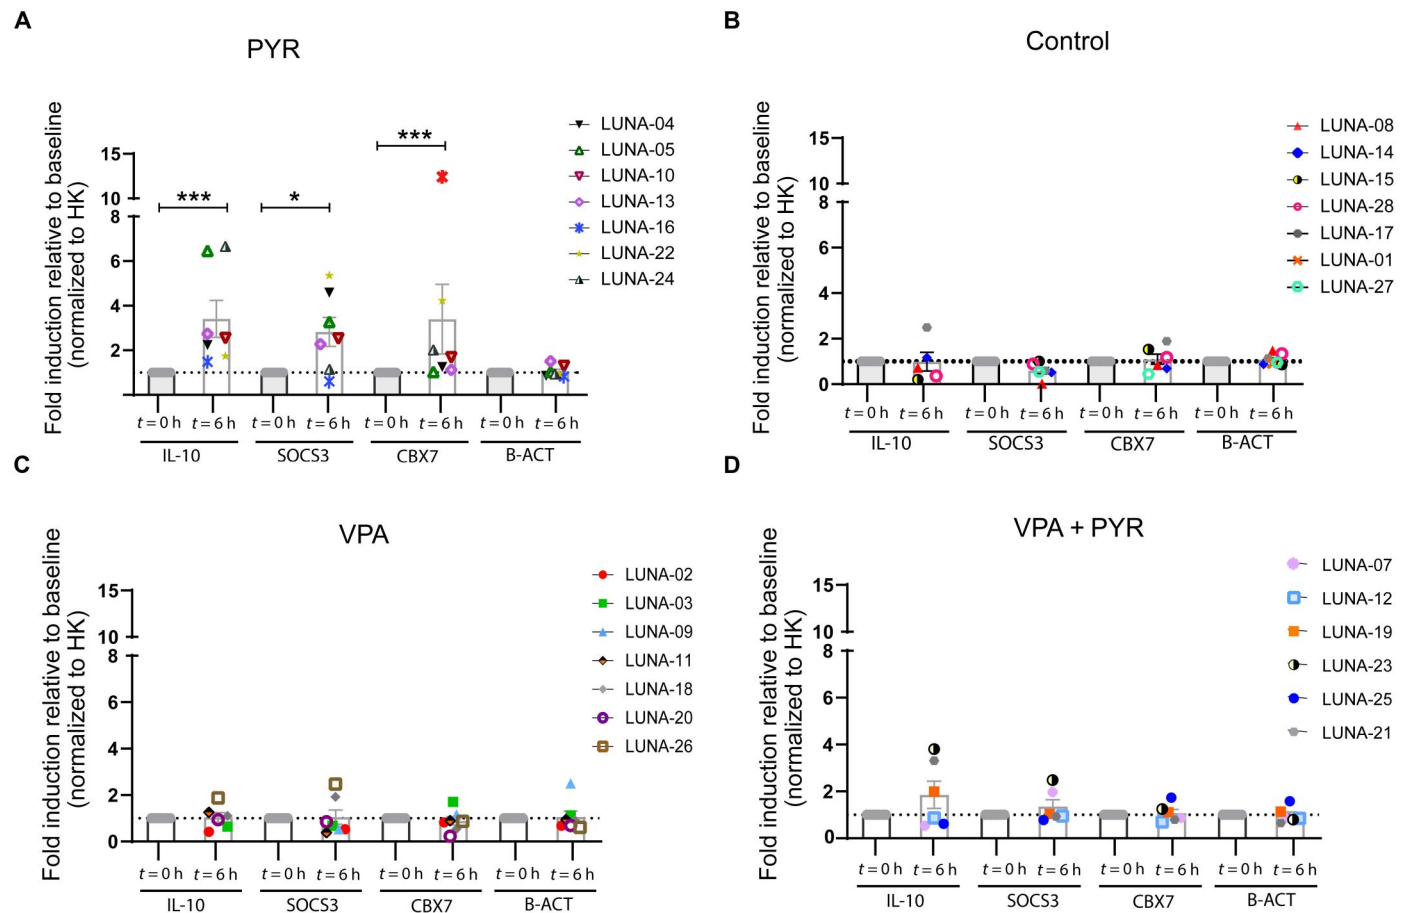 A
PYR
Fold induction relative to baseline
(normalized to HK)
15
10
8
6
4
2
***
*
***
t = 0 h
t = 6 h
t = 0 h
t = 6 h
t = 0 h
t = 6 h
t = 0 h
t = 6 h
IL-10
SOCS3
CBX7
B-ACT
LUNA-04
LUNA-05
LUNA-10
LUNA-13
LUNA-16
LUNA-22
LUNA-24
B
Control
Fold induction relative to baseline
(normalized to HK)
15
10
8
6
4
2
0
t = 0 h
t = 6 h
t = 0 h
t = 6 h
t = 0 h
t = 6 h
t = 0 h
t = 6 h
IL-10
SOCS3
CBX7
B-ACT
LUNA-08
LUNA-14
LUNA-15
LUNA-28
LUNA-17
LUNA-01
LUNA-27
C
VPA
Fold induction relative to baseline
(normalized to HK)
15
10
8
6
4
2
0
t = 0 h
t = 6 h
t = 0 h
t = 6 h
t = 0 h
t = 6 h
t = 0 h
t = 6 h
IL-10
SOCS3
CBX7
B-ACT
LUNA-02
LUNA-03
LUNA-09
LUNA-11
LUNA-18
LUNA-20
LUNA-26
D
VPA + PYR
Fold induction relative to baseline
(normalized to HK)
15
10
8
6
4
2
0
t = 0 h
t = 6 h
t = 0 h
t = 6 h
t = 0 h
t = 6 h
t = 0 h
t = 6 h
IL-10
SOCS3
CBX7
B-ACT
LUNA-07
LUNA-12
LUNA-19
LUNA-23
LUNA-25
LUNA-21